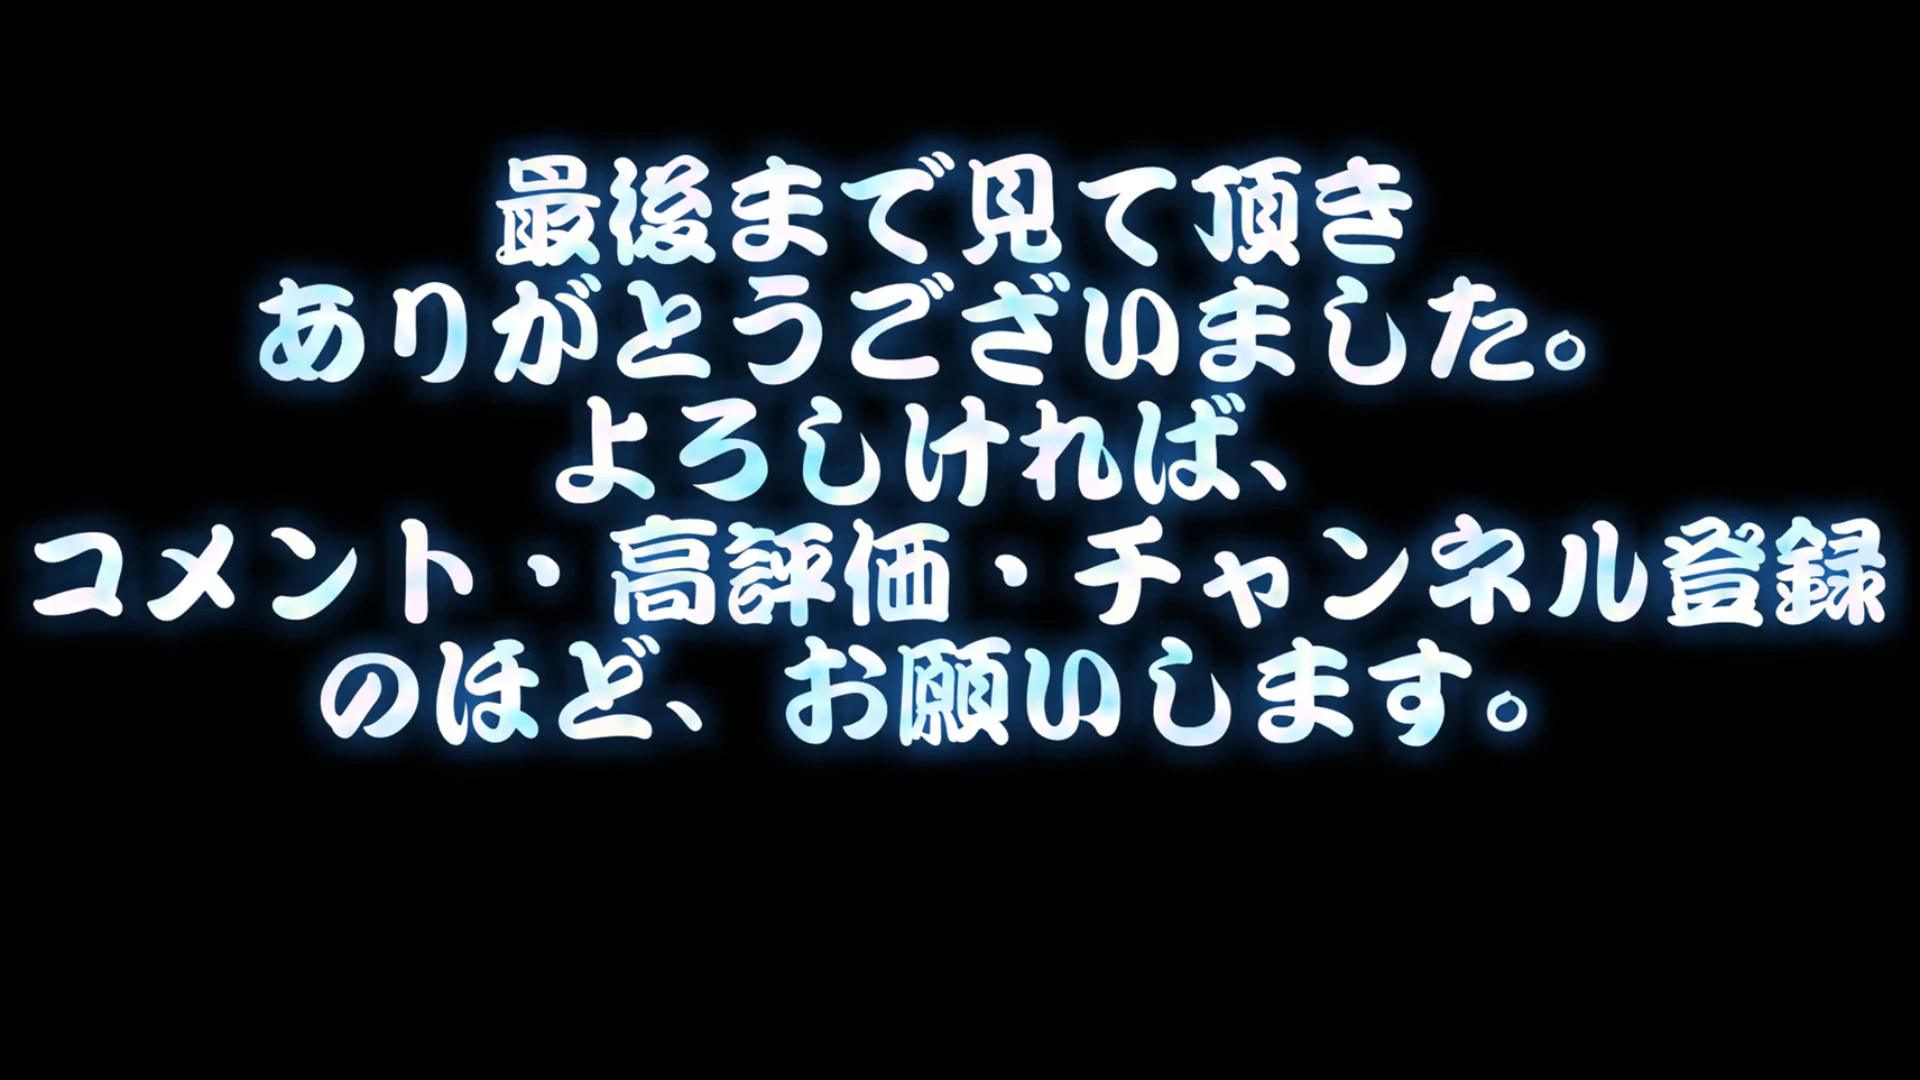 最後まで見て頂き
ありがとうございました。
よろしければ、
コメント・高評価・チャンネル登録
のほど、お願いします。